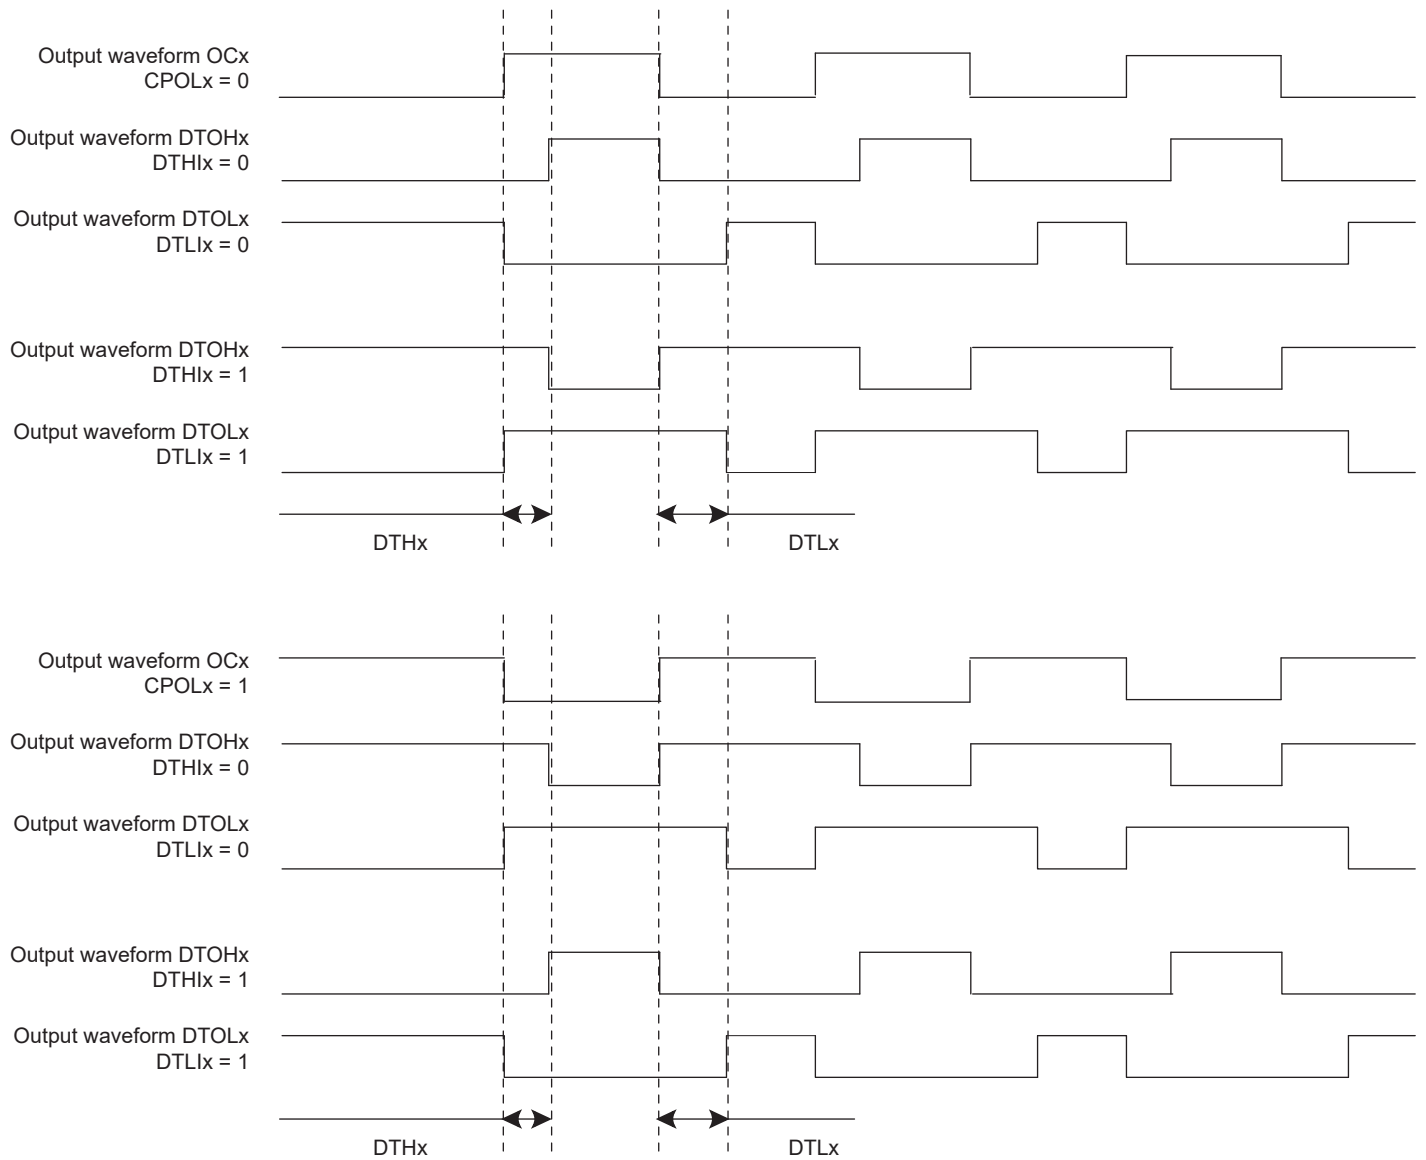 Output waveform OCx
CPOLx = 0
Output waveform DTOHx
DTHIx = 0
Output waveform DTOLx
DTLIx = 0
Output waveform DTOHx
DTHIx = 1
Output waveform DTOLx
DTLIx = 1
DTHx
DTLx
Output waveform OCx
CPOLx = 1
Output waveform DTOHx
DTHIx = 0
Output waveform DTOLx
DTLIx = 0
Output waveform DTOHx
DTHIx = 1
Output waveform DTOLx
DTLIx = 1
DTHx
DTLx